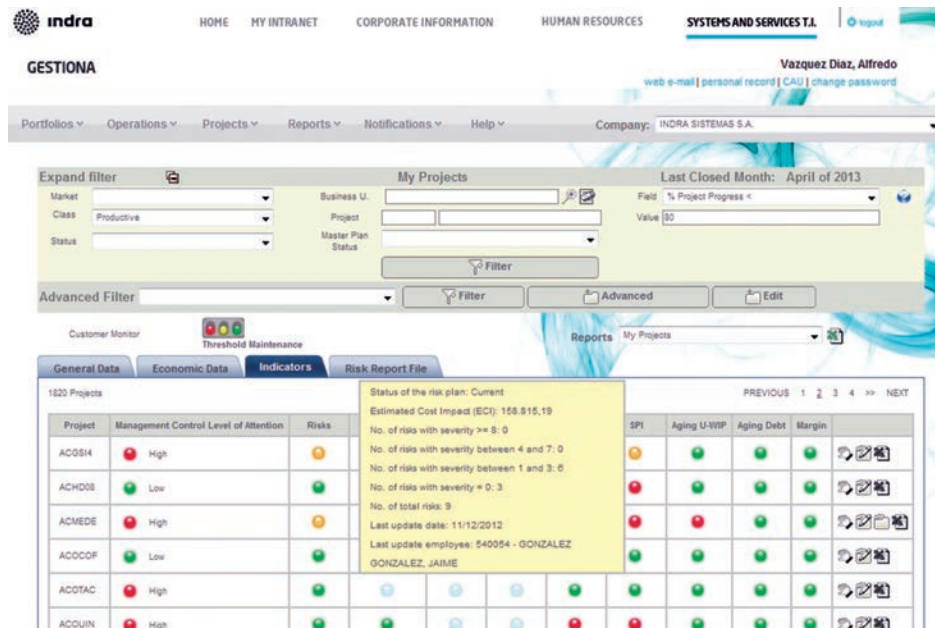 indra
HOME MY INTRANET CORPORATE INFORMATION HUMAN RESOURCES SYSTEMS AND SERVICES T.I. logout
GESTIONA
Vazquez Diaz, Alfredo
web e-mail | personal record | CAU | change password
Portfolios Operations Projects Reports Notifications Help Company: INDRA SISTEMAS S.A.
Expand filter My Projects Last Closed Month: April of 2013
Market Business U. Field % Project Progress <
Class Productive Project Value 80
Status Master Plan Status
Filter
Advanced Filter Filter Advanced Edit
Customer Monitor Threshold Maintenance Reports My Projects
General Data Economic Data Indicators Risk Report File
1820 Projects PREVIOUS 1 2 3 4 >> NEXT
Project Management Control Level of Attention Risks SPI Aging U-WIP Aging Debt Margin
Status of the risk plan: Current
Estimated Cost Impact (ECI): 158.815,19
No. of risks with severity >= 8: 0
No. of risks with severity between 4 and 7: 0
No. of risks with severity between 1 and 3: 6
No. of risks with severity = 0: 3
No. of total risks: 9
Last update date: 11/12/2012
Last update employee: 540054 - GONZALEZ
GONZALEZ, JAIME
ACGSI4 High
ACHD08 Low
ACMEDE High
ACOCOF Low
ACOTAC High
ACOUIN High